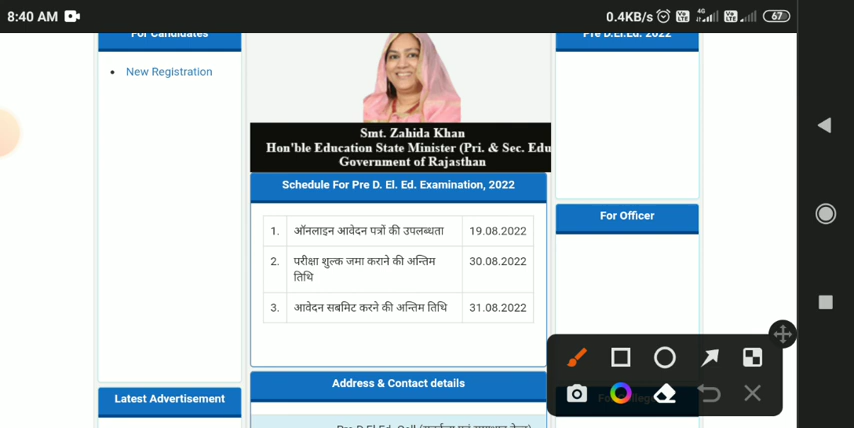 8:40 AM
0.4KB/s 4G 67
For Candidates
Pre D.El.Ed. 2022
New Registration
Smt. Zahida Khan
Hon'ble Education State Minister (Pri. & Sec. Edu
Government of Rajasthan
Schedule For Pre D. El. Ed. Examination, 2022
For Officer
1. ऑनलाइन आवेदन पत्रों की उपलब्धता 19.08.2022
2. परीक्षा शुल्क जमा कराने की अन्तिम तिथि 30.08.2022
3. आवेदन सबमिट करने की अन्तिम तिथि 31.08.2022
Address & Contact details
Latest Advertisement